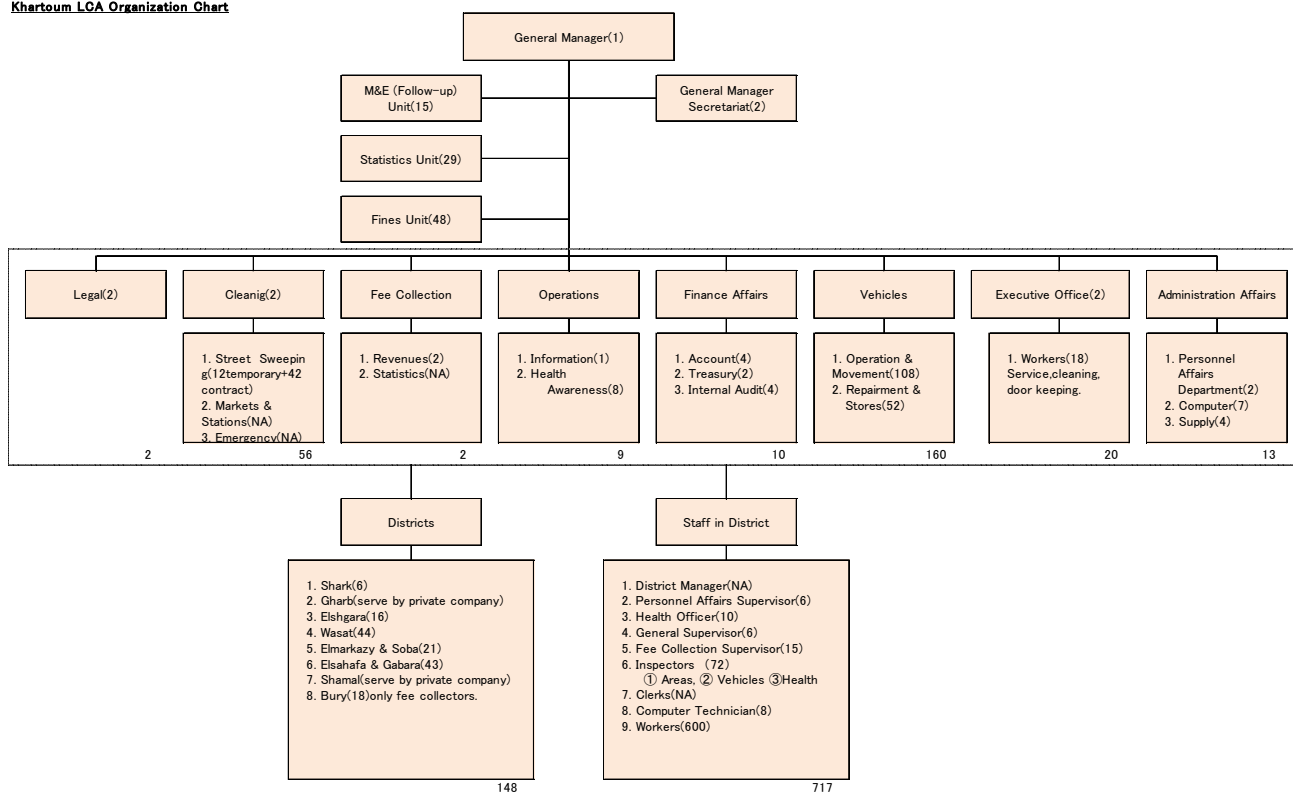 Khartoum LCA Organization Chart
General Manager(1)
M&E (Follow-up)
Unit(15)
General Manager
Secretariat(2)
Statistics Unit(29)
Fines Unit(48)
Legal(2)
Cleanig(2)
Fee Collection
Operations
Finance Affairs
Vehicles
Executive Office(2)
Administration Affairs
1. Street Sweepin
g(12temporary+42
contract)
2. Markets &
Stations(NA)
3. Emergency(NA)
1. Revenues(2)
2. Statistics(NA)
1. Information(1)
2. Health
Awareness(8)
1. Account(4)
2. Treasury(2)
3. Internal Audit(4)
1. Operation &
Movement(108)
2. Repairment &
Stores(52)
1. Workers(18)
Service,cleaning,
door keeping.
1. Personnel
Affairs
Department(2)
2. Computer(7)
3. Supply(4)
2
56
2
9
10
160
20
13
Districts
Staff in District
1. Shark(6)
2. Gharb(serve by private company)
3. Elshgara(16)
4. Wasat(44)
5. Elmarkazy & Soba(21)
6. Elsahafa & Gabara(43)
7. Shamal(serve by private company)
8. Bury(18)only fee collectors.
148
1. District Manager(NA)
2. Personnel Affairs Supervisor(6)
3. Health Officer(10)
4. General Supervisor(6)
5. Fee Collection Supervisor(15)
6. Inspectors (72)
① Areas, ② Vehicles ③Health
7. Clerks(NA)
8. Computer Technician(8)
9. Workers(600)
717